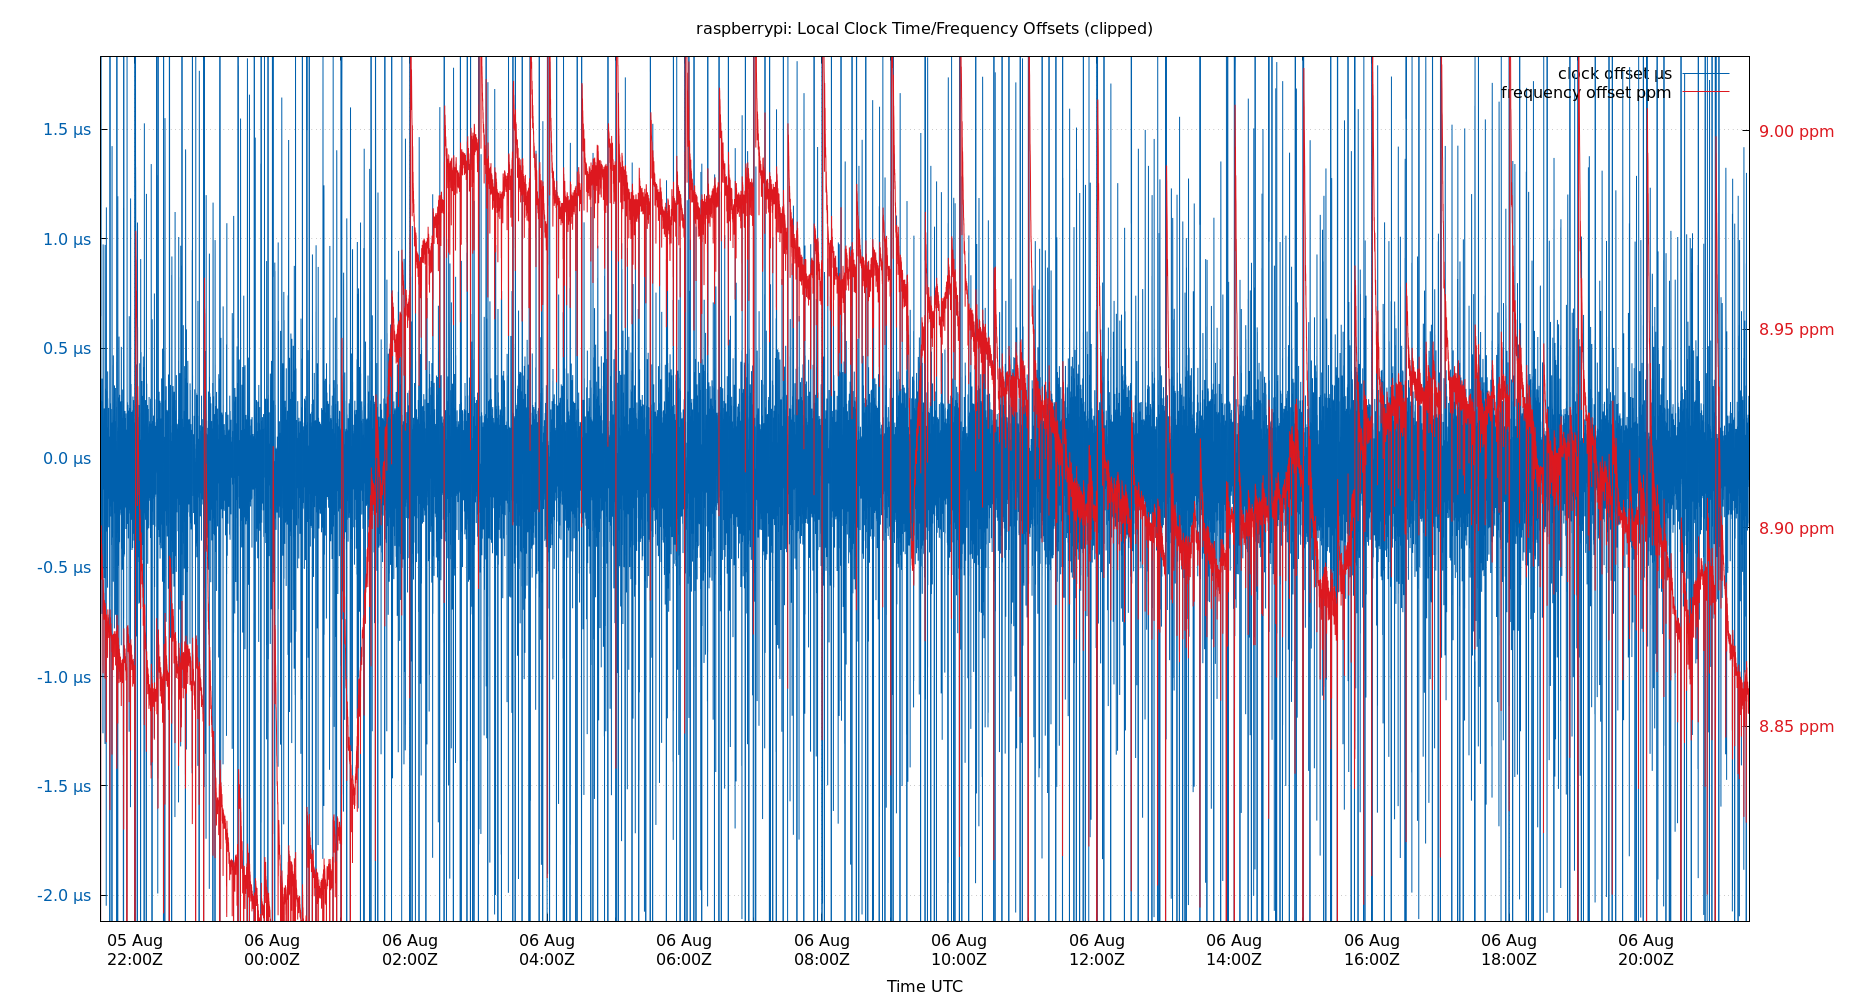 raspberrypi: Local Clock Time/Frequency Offsets (clipped)
clock offset µs
frequency offset ppm
1.5 µs
1.0 µs
0.5 µs
0.0 µs
-0.5 µs
-1.0 µs
-1.5 µs
-2.0 µs
9.00 ppm
8.95 ppm
8.90 ppm
8.85 ppm
05 Aug 06 Aug 06 Aug 06 Aug 06 Aug 06 Aug 06 Aug 06 Aug 06 Aug 06 Aug 06 Aug 06 Aug
22:00Z 00:00Z 02:00Z 04:00Z 06:00Z 08:00Z 10:00Z 12:00Z 14:00Z 16:00Z 18:00Z 20:00Z
Time UTC